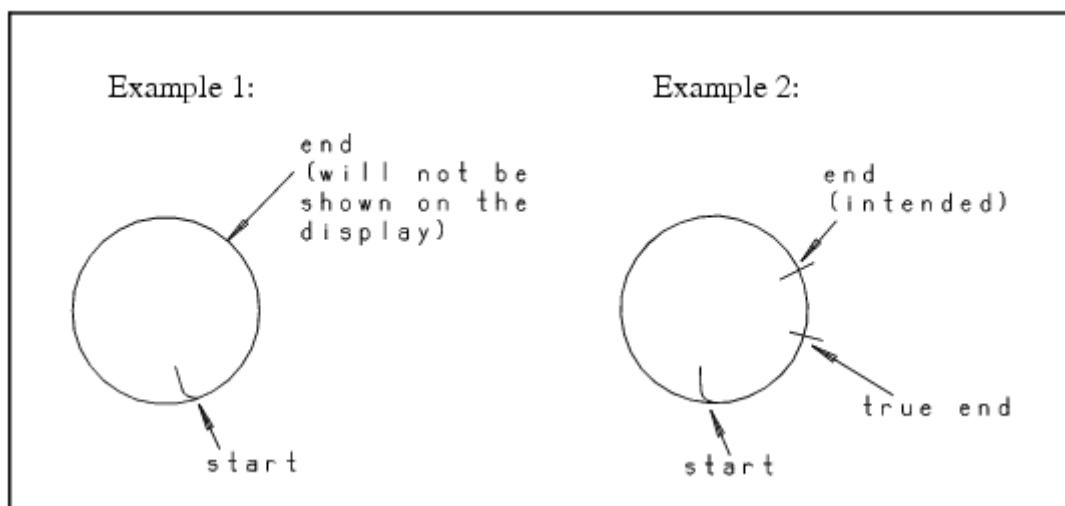 Example 1:
end
(will not be
shown on the
display)
start
Example 2:
end
(intended)
true end
start